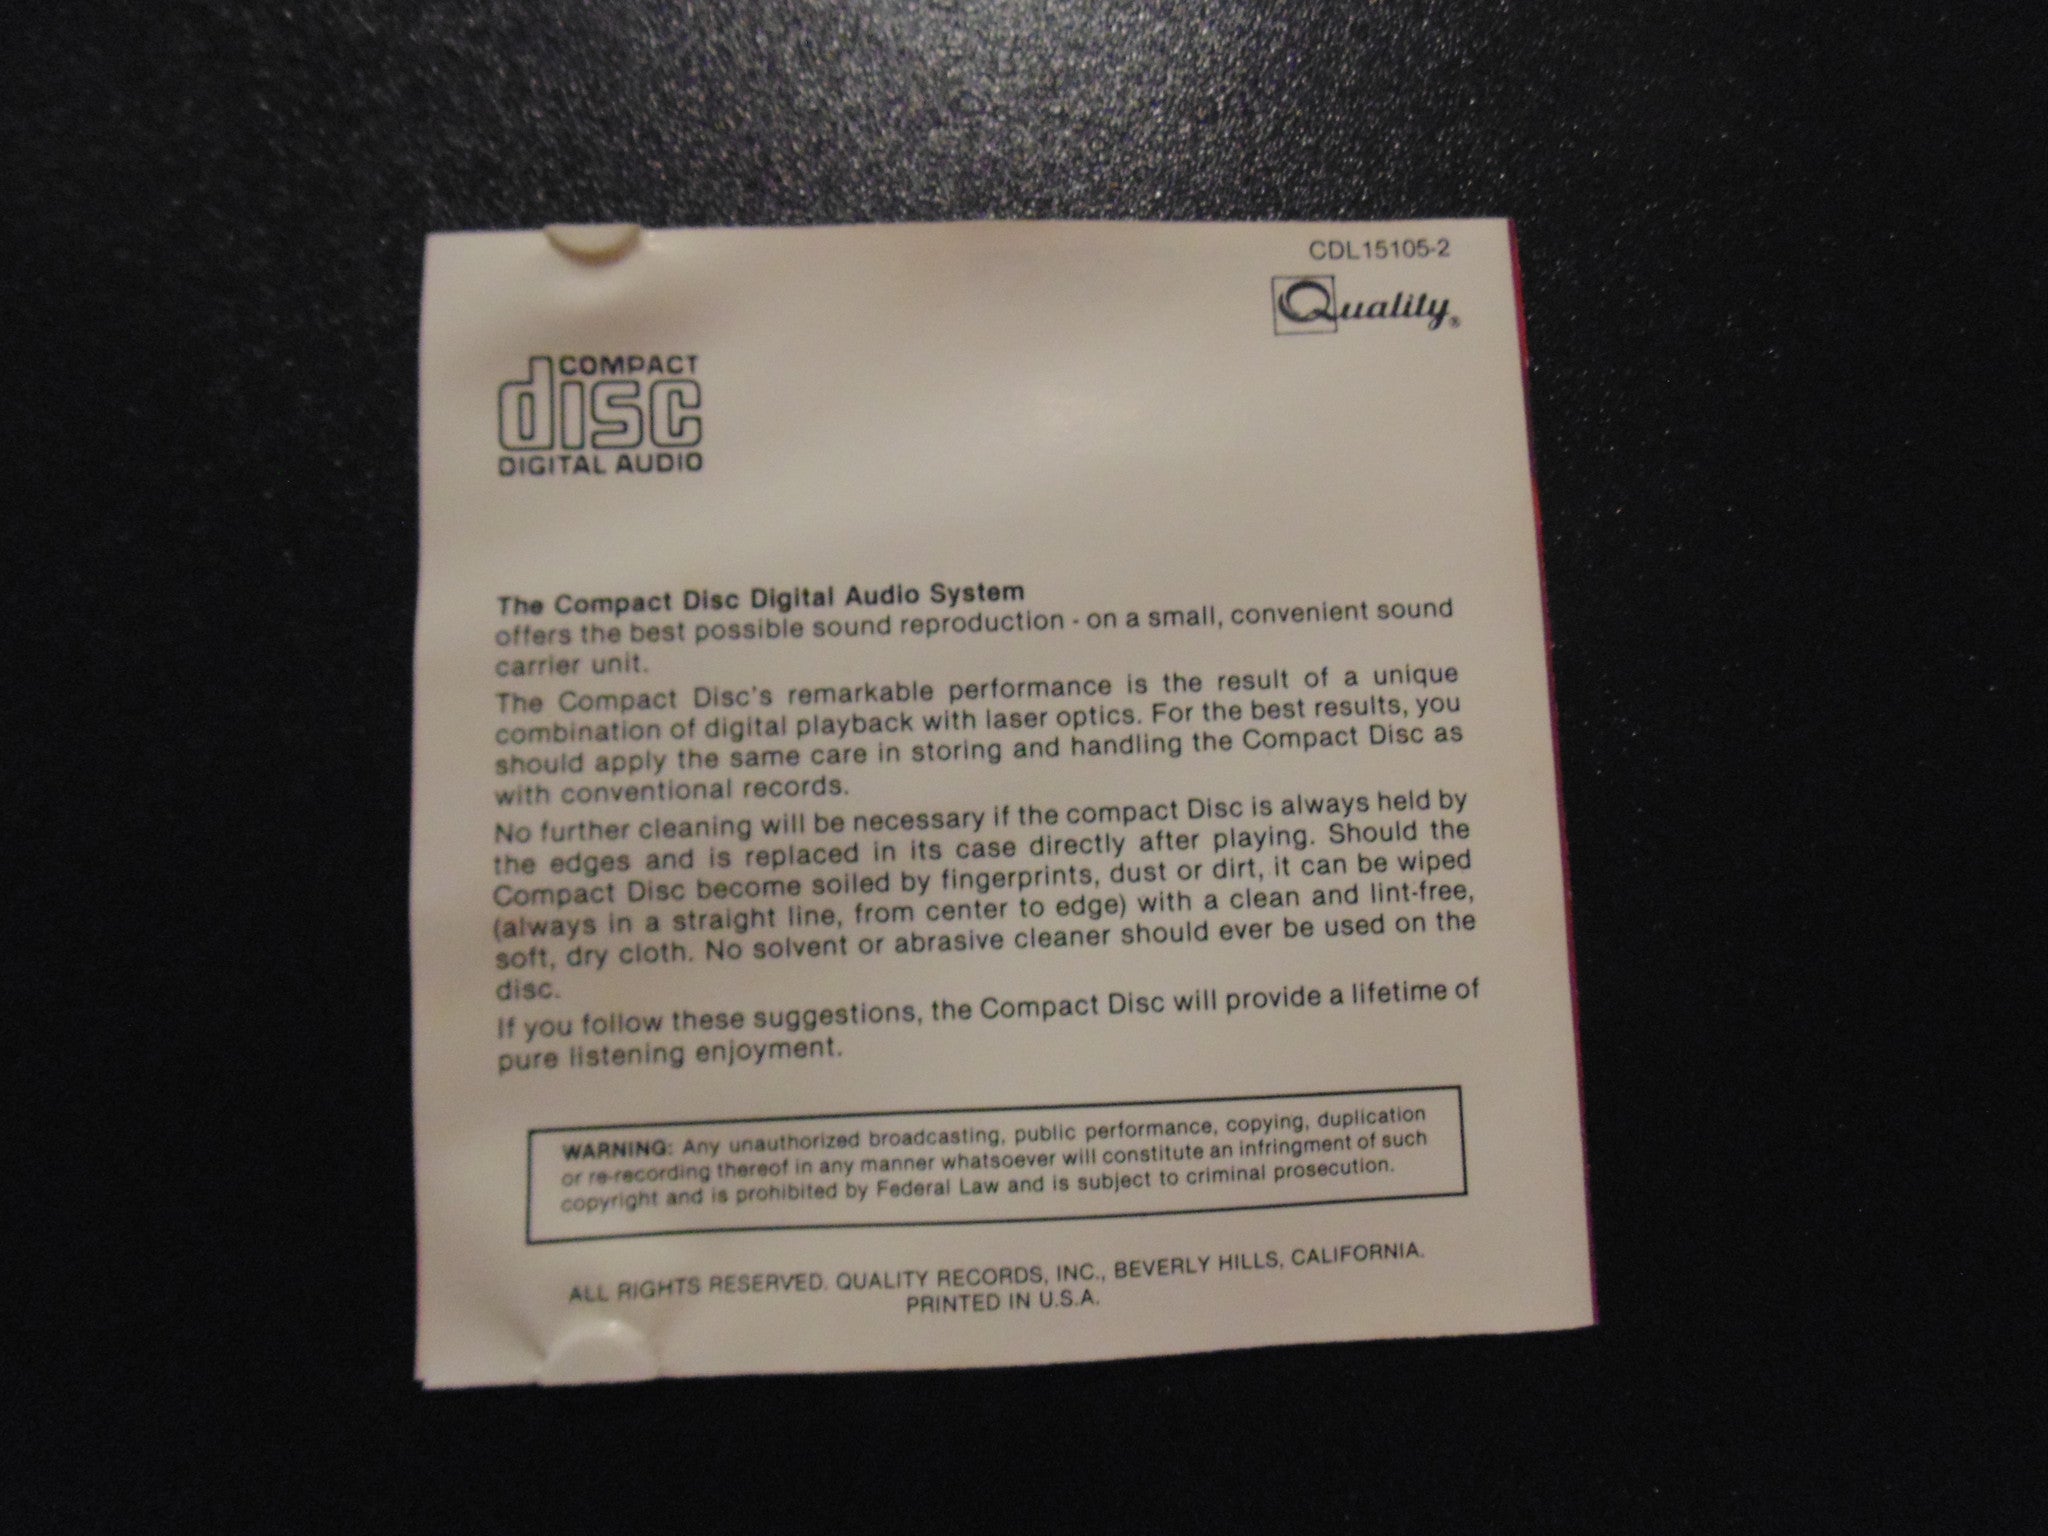 CDL15105-2
Quality®
COMPACT
disc
DIGITAL AUDIO
The Compact Disc Digital Audio System
offers the best possible sound reproduction - on a small, convenient sound
carrier unit.
The Compact Disc's remarkable performance is the result of a unique
combination of digital playback with laser optics. For the best results, you
should apply the same care in storing and handling the Compact Disc as
with conventional records.
No further cleaning will be necessary if the compact Disc is always held by
the edges and is replaced in its case directly after playing. Should the
Compact Disc become soiled by fingerprints, dust or dirt, it can be wiped
(always in a straight line, from center to edge) with a clean and lint-free,
soft, dry cloth. No solvent or abrasive cleaner should ever be used on the
disc.
If you follow these suggestions, the Compact Disc will provide a lifetime of
pure listening enjoyment.
WARNING: Any unauthorized broadcasting, public performance, copying, duplication
or re-recording thereof in any manner whatsoever will constitute an infringment of such
copyright and is prohibited by Federal Law and is subject to criminal prosecution.
ALL RIGHTS RESERVED. QUALITY RECORDS, INC., BEVERLY HILLS, CALIFORNIA.
PRINTED IN U.S.A.